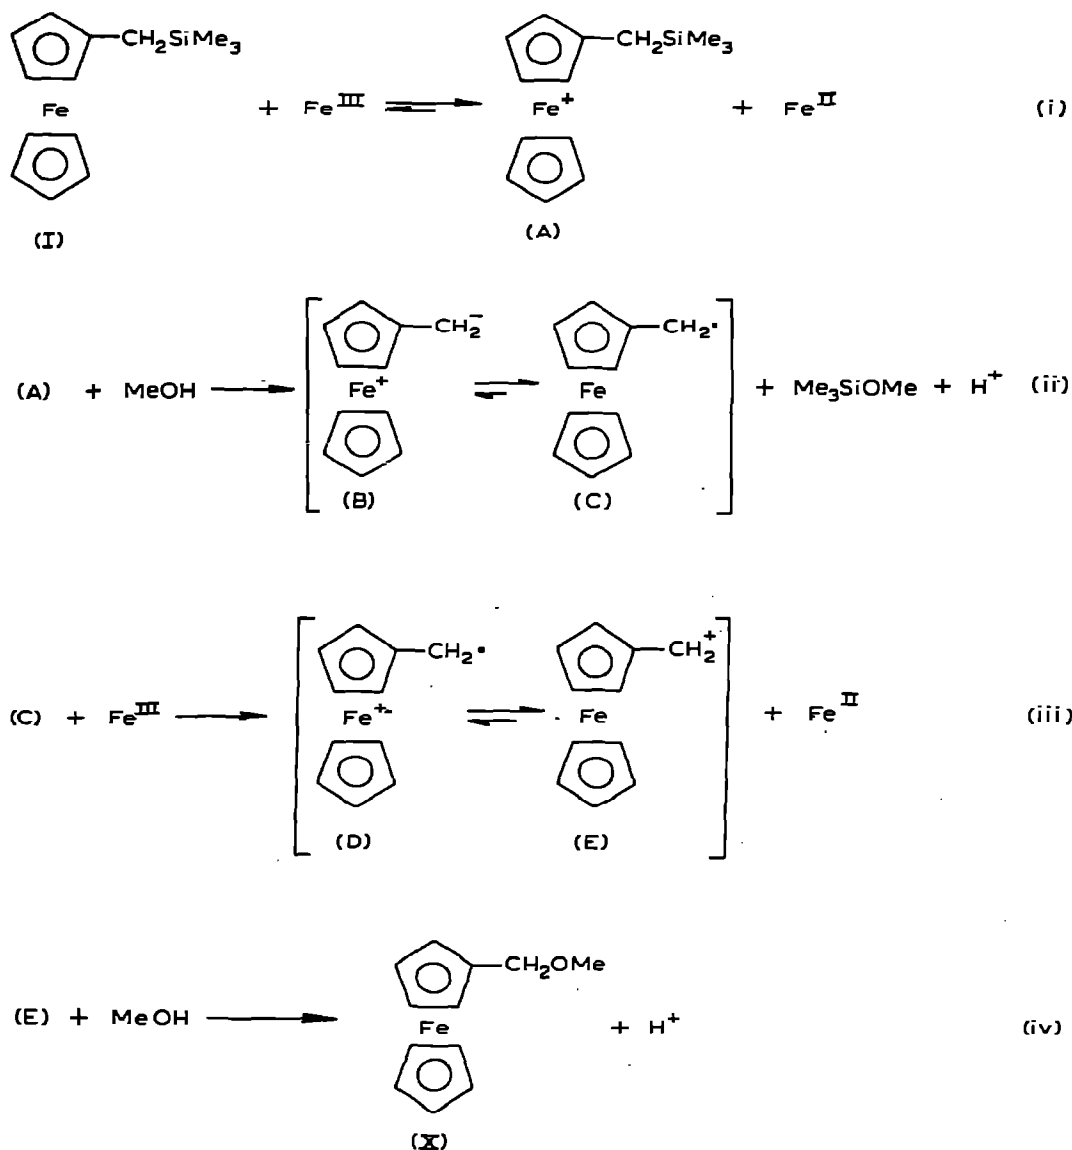 CH₂SiMe₃ CH₂SiMe₃
Fe + Feᴵᴵᴵ Fe⁺ + Feᴵᴵ (i)
(I) (A)
CH₂⁻ CH₂•
(A) + MeOH Fe⁺ Fe + Me₃SiOMe + H⁺ (ii)
(B) (C)
CH₂• CH₂⁺
(C) + Feᴵᴵᴵ Fe⁺ Fe + Feᴵᴵ (iii)
(D) (E)
CH₂OMe
(E) + MeOH Fe + H⁺ (iv)
(X)